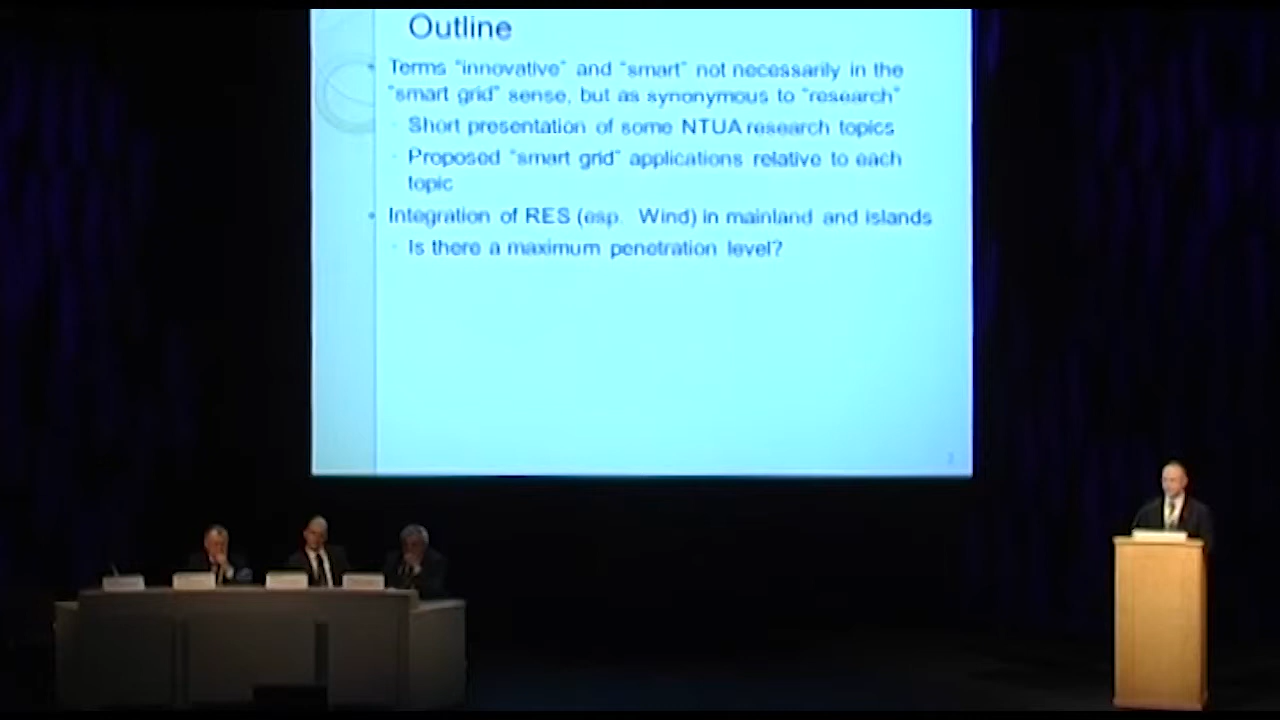 Outline
Terms "innovative" and "smart" not necessarily in the
"smart grid" sense, but as synonymous to "research"
Short presentation of some NTUA research topics
Proposed "smart grid" applications relative to each
topic
Integration of RES (esp. Wind) in mainland and islands
Is there a maximum penetration level?